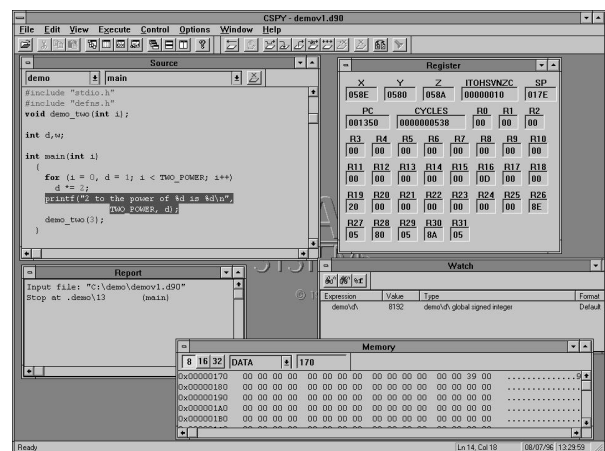 CSPY - demov1.d90
File Edit View Execute Control Options Window Help
Source
demo main
#include "stdio.h"
#include "defns.h"
void demo_two(int i);
int d,w;
int main(int i)
{
for (i = 0, d = 1; i < TWO_POWER; i++)
d *= 2;
printf("2 to the power of %d is %d\n",
TWO_POWER, d);
demo_two(3);
}
Register
X Y Z ITOHSVNZC SP
058E 0580 058A 00000010 017E
PC CYCLES R0 R1 R2
001350 0000000538 00 00 00
R3 R4 R5 R6 R7 R8 R9 R10
00 00 00 00 00 00 00 00
R11 R12 R13 R14 R15 R16 R17 R18
00 00 00 00 00 0D 00 00
R19 R20 R21 R22 R23 R24 R25 R26
20 00 00 00 00 00 00 8E
R27 R28 R29 R30 R31
05 80 05 8A 05
Report
Input file: "C:\demo\demov1.d90"
Stop at .demo\13 (main)
Watch
Expression Value Type Format
demo\d\ 8192 demo\d\ global signed integer Default
Memory
8 16 32 DATA 170
0x00000170 00 00 00 00 00 00 00 00 00 00 00 00 00 00 39 00 00 ..............9
0x00000180 00 00 00 00 00 00 00 00 00 00 00 00 00 00 00 00 ................
0x00000190 00 00 00 00 00 00 00 00 00 00 00 00 00 00 00 00 ................
0x000001A0 00 00 00 00 00 00 00 00 00 00 00 00 00 00 00 00 ................
0x000001B0 00 00 00 00 00 00 00 00 00 00 00 00 00 00 00 00 ................
Ready Ln 14, Col 18 08/07/96 13:29:59